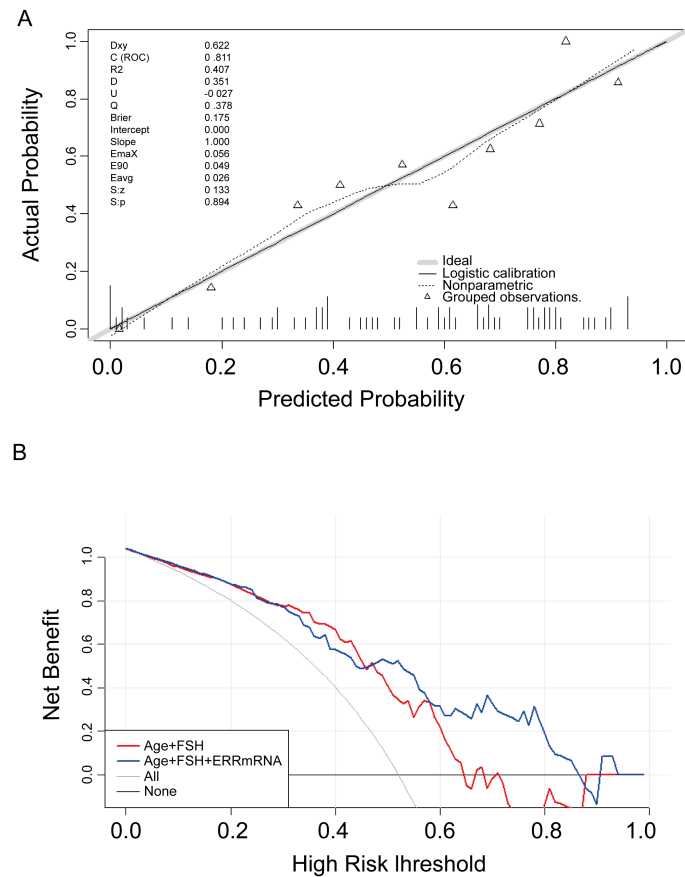 A
Actual Probability
0.0 0.2 0.4 0.6 0.8 1.0
Dxy 0.622
C (ROC) 0 .811
R2 0.407
D 0 351
U -0 027
Q 0 .378
Brier 0.175
Intercept 0.000
Slope 1.000
EmaX 0.056
E90 0.049
Eavg 0 026
S:z 0 133
S:p 0.894
Ideal
Logistic calibration
Nonparametric
Grouped observations.
0.0 0.2 0.4 0.6 0.8 1.0
Predicted Probability
B
Net Benefit
0.0 0.2 0.4 0.6 0.8 1.0
Age+FSH
Age+FSH+ERRmRNA
All
None
0.0 0.2 0.4 0.6 0.8 1.0
High Risk Ihreshold